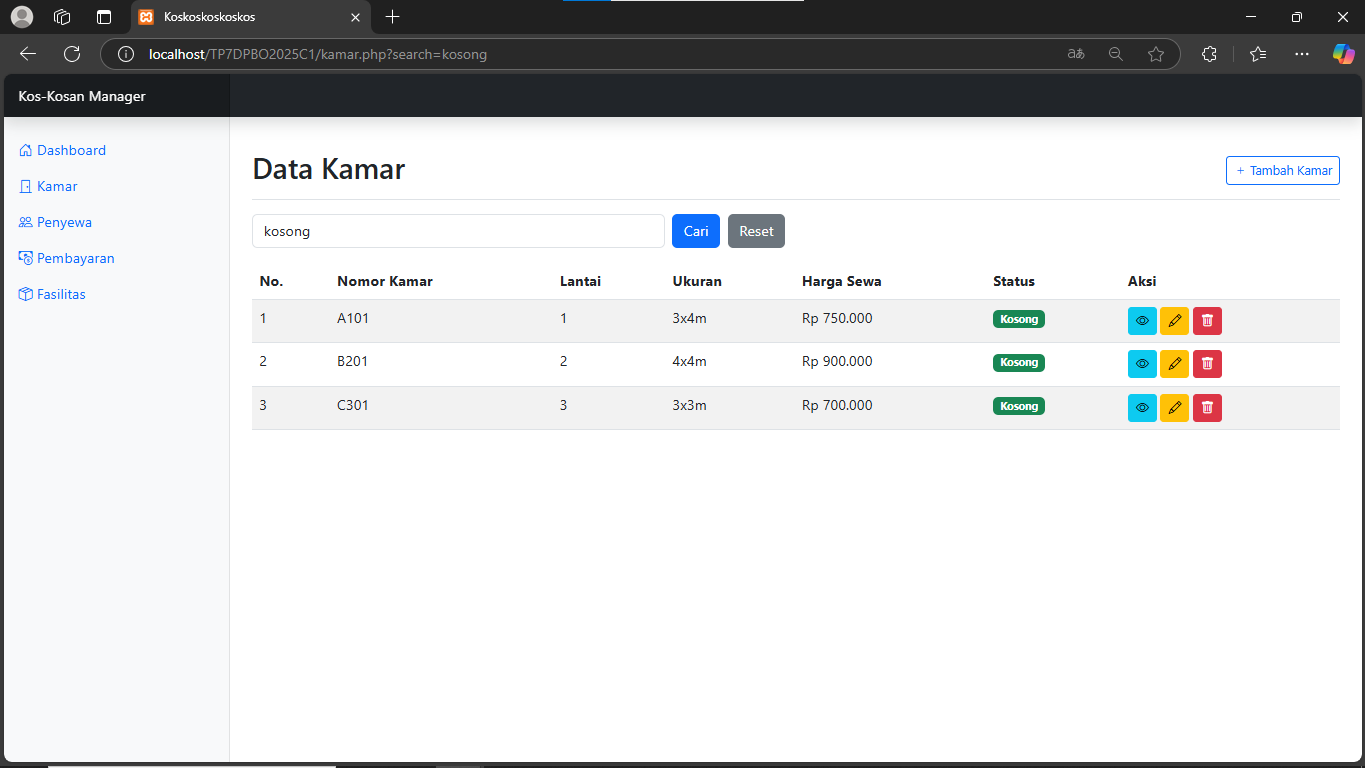 Koskoskoskoskos
localhost/TP7DPBO2025C1/kamar.php?search=kosong
Kos-Kosan Manager
Dashboard
Kamar
Penyewa
Pembayaran
Fasilitas
Data Kamar
+ Tambah Kamar
kosong Cari Reset
No. Nomor Kamar Lantai Ukuran Harga Sewa Status Aksi
1 A101 1 3x4m Rp 750.000 Kosong
2 B201 2 4x4m Rp 900.000 Kosong
3 C301 3 3x3m Rp 700.000 Kosong